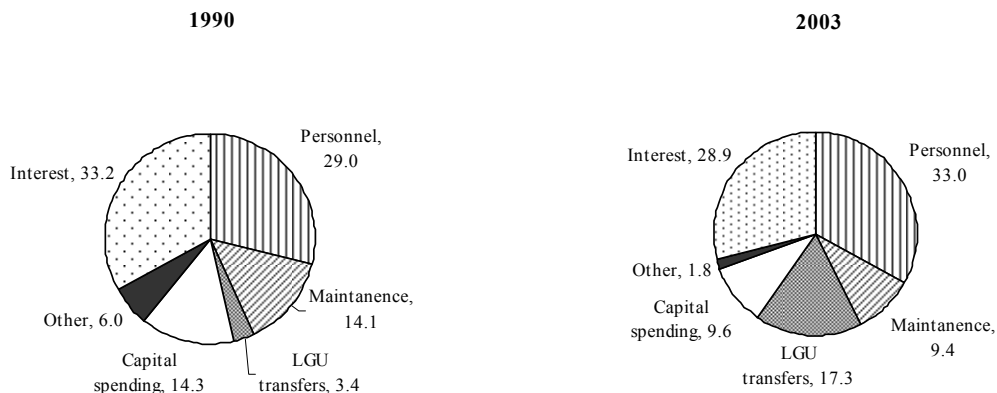 1990
Personnel,
29.0
Interest, 33.2
Maintanence,
14.1
Other, 6.0
Capital
spending, 14.3
LGU
transfers, 3.4
2003
Interest, 28.9
Personnel,
33.0
Other, 1.8
Capital
spending, 9.6
Maintanence,
9.4
LGU
transfers, 17.3